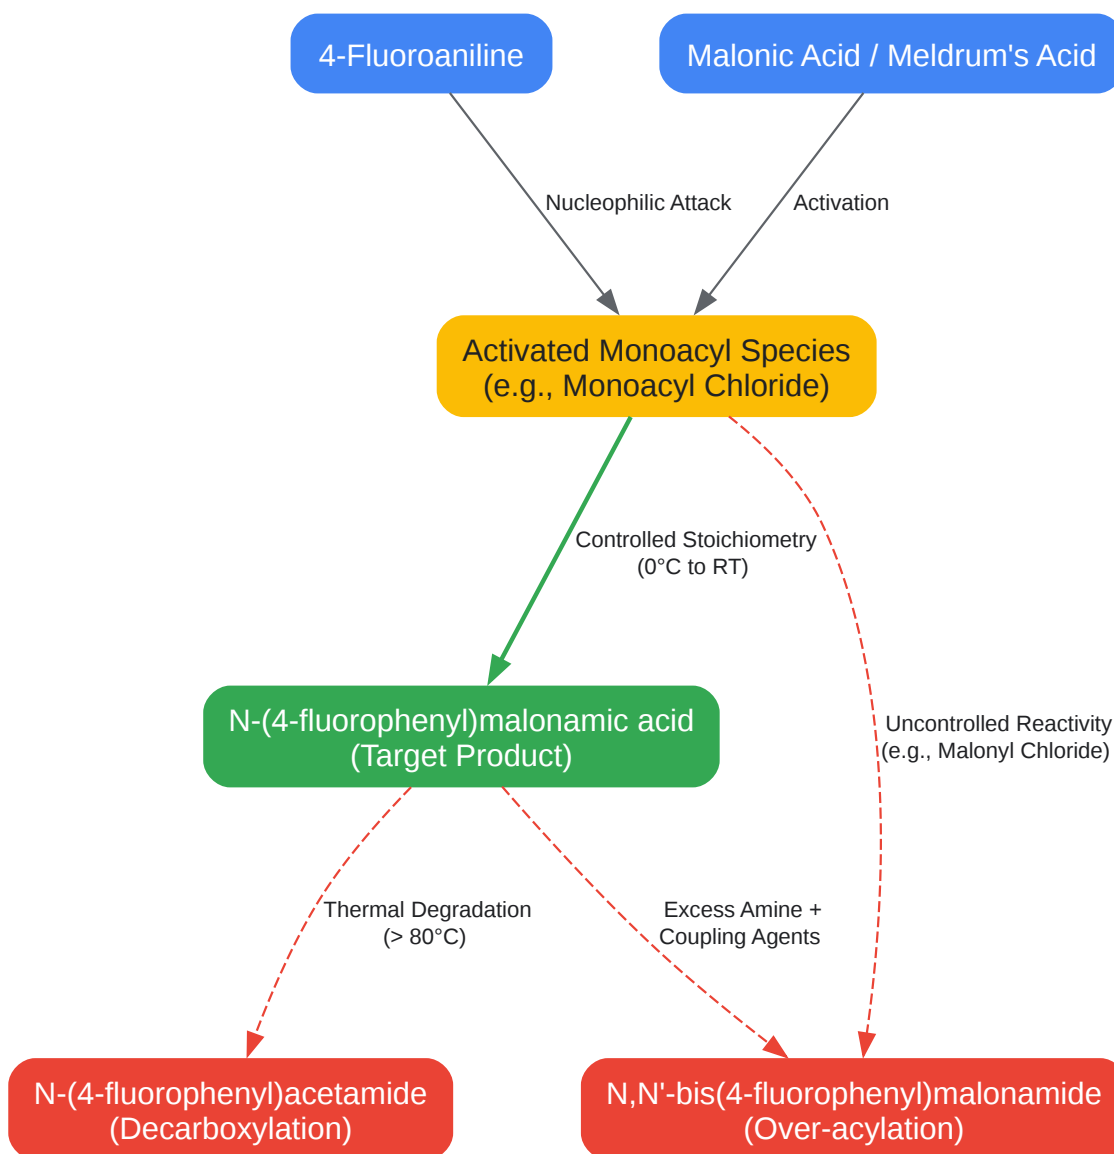 4-Fluoroaniline
Malonic Acid / Meldrum's Acid
Nucleophilic Attack
Activation
Activated Monoacyl Species
(e.g., Monoacyl Chloride)
Controlled Stoichiometry
(0°C to RT)
N-(4-fluorophenyl)malonamic acid
(Target Product)
Uncontrolled Reactivity
(e.g., Malonyl Chloride)
Thermal Degradation
(> 80°C)
Excess Amine +
Coupling Agents
N-(4-fluorophenyl)acetamide
(Decarboxylation)
N,N'-bis(4-fluorophenyl)malonamide
(Over-acylation)